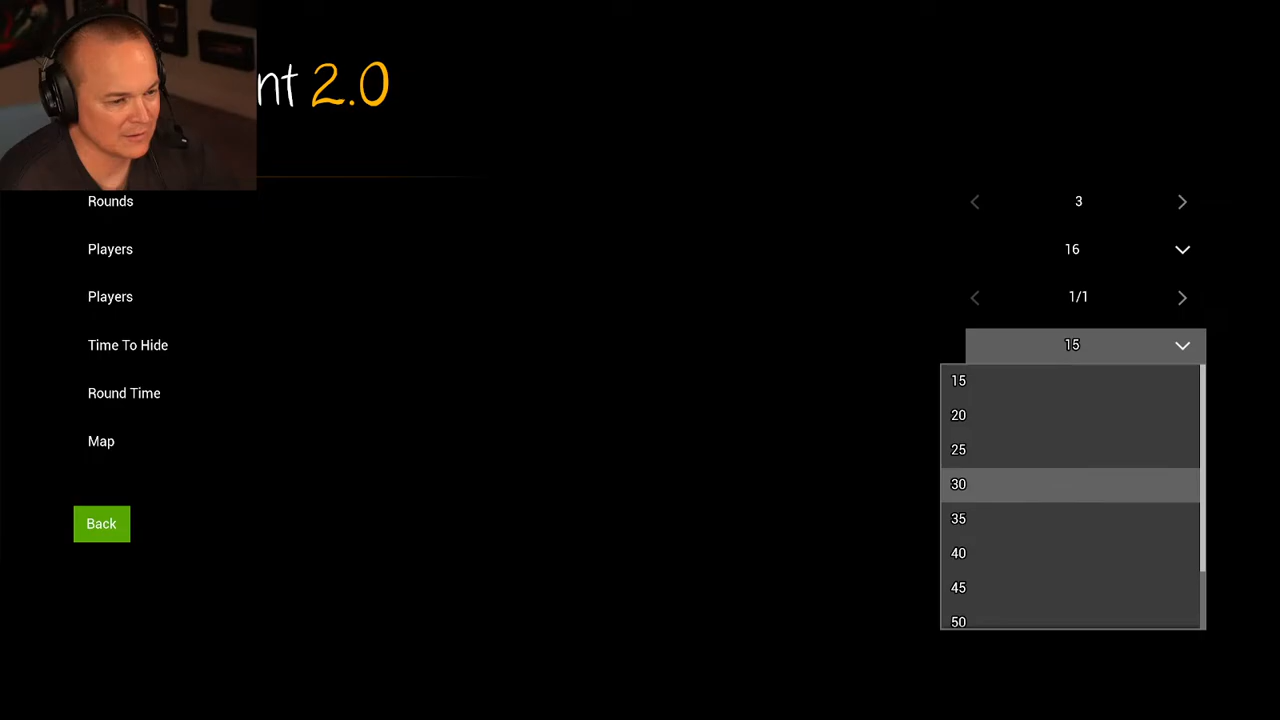 nt 2.0
Rounds 3
Players 16
Players 1/1
Time To Hide 15
15
20
25
30
35
40
45
50
Round Time
Map
Back